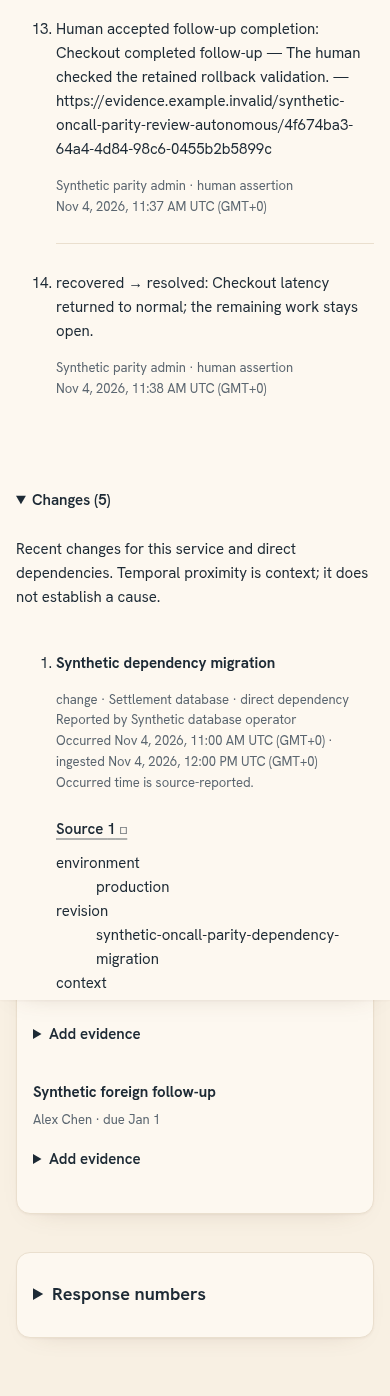 13. Human accepted follow-up completion:
Checkout completed follow-up — The human
checked the retained rollback validation. —
https://evidence.example.invalid/synthetic-
oncall-parity-review-autonomous/4f674ba3-
64a4-4d84-98c6-0455b2b5899c
Synthetic parity admin · human assertion
Nov 4, 2026, 11:37 AM UTC (GMT+0)
14. recovered → resolved: Checkout latency
returned to normal; the remaining work stays
open.
Synthetic parity admin · human assertion
Nov 4, 2026, 11:38 AM UTC (GMT+0)
▼ Changes (5)
Recent changes for this service and direct
dependencies. Temporal proximity is context; it does
not establish a cause.
1. Synthetic dependency migration
change · Settlement database · direct dependency
Reported by Synthetic database operator
Occurred Nov 4, 2026, 11:00 AM UTC (GMT+0) ·
ingested Nov 4, 2026, 12:00 PM UTC (GMT+0)
Occurred time is source-reported.
Source 1
environment
production
revision
synthetic-oncall-parity-dependency-
migration
context
▶ Add evidence
Synthetic foreign follow-up
Alex Chen · due Jan 1
▶ Add evidence
▶ Response numbers